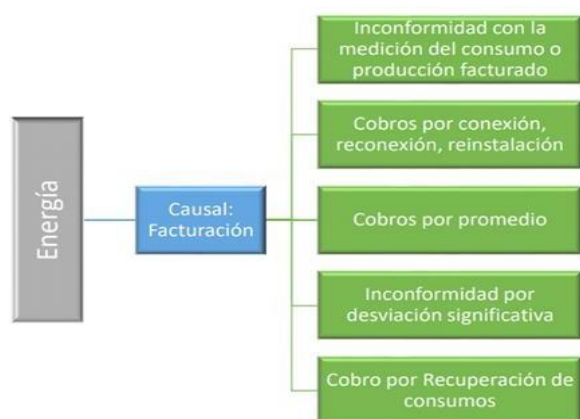 Energía
Causal:
Facturación
Inconformidad con la
medición del consumo o
producción facturado
Cobros por conexión,
reconexión, reinstalación
Cobros por promedio
Inconformidad por
desviación significativa
Cobro por Recuperación de
consumos